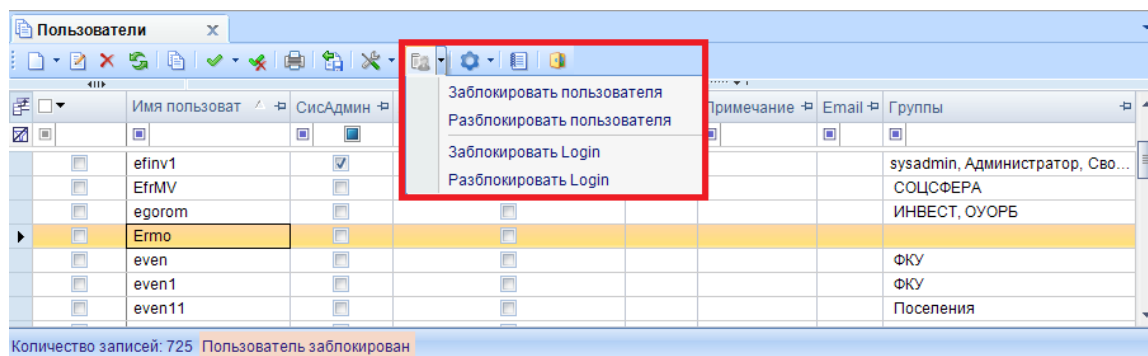 Пользователи
Заблокировать пользователя
Разблокировать пользователя
Заблокировать Login
Разблокировать Login
Имя пользоват СисАдмин Примечание Email Группы
efinv1 sysadmin, Администратор, Сво...
EfrMV СОЦСФЕРА
egorom ИНВЕСТ, ОУОРБ
Ermo
even ФКУ
even1 ФКУ
even11 Поселения
Количество записей: 725 Пользователь заблокирован